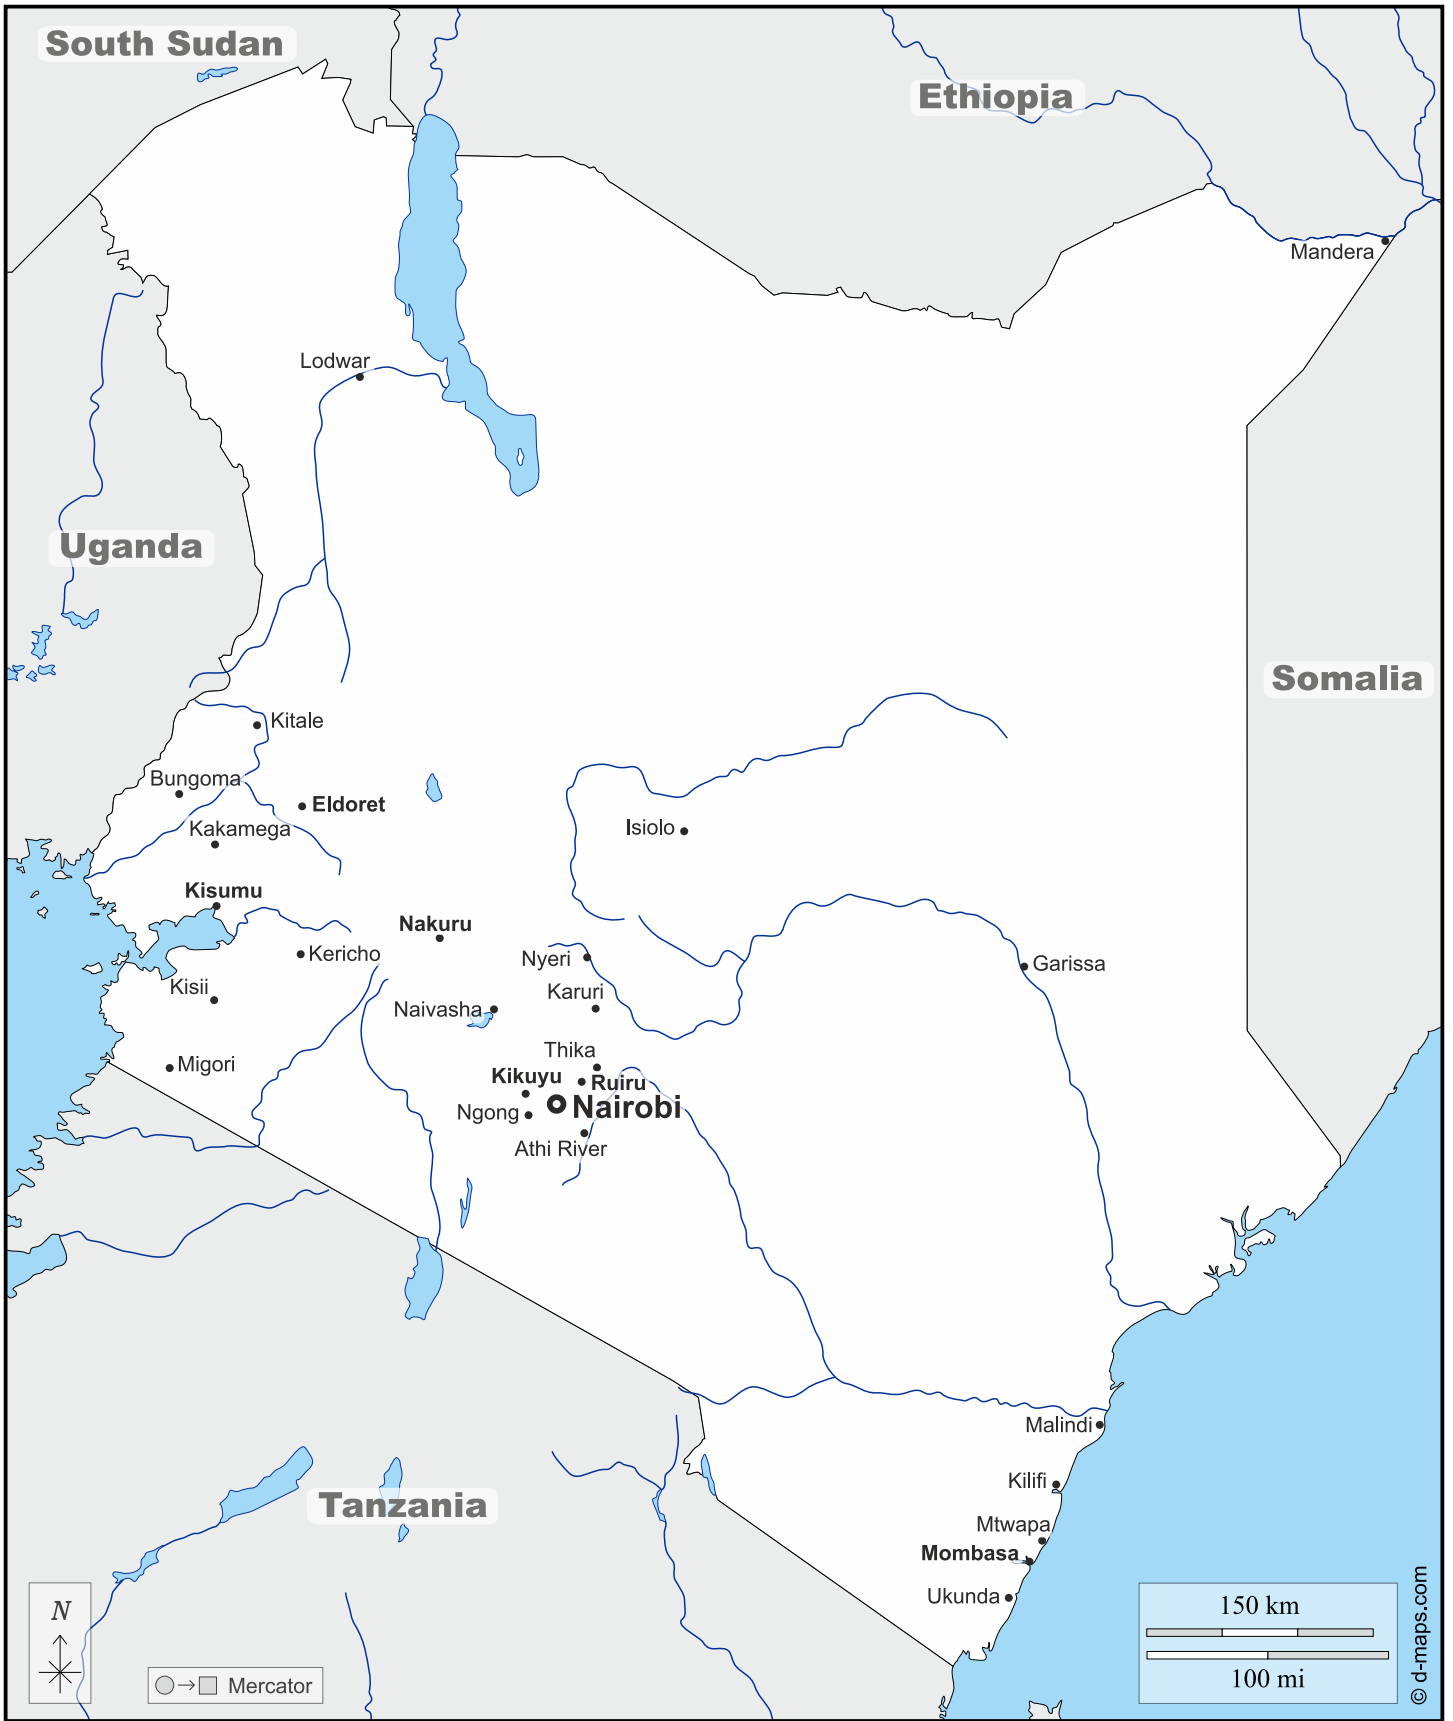 South Sudan
Ethiopia
Mandera
Lodwar
Uganda
Somalia
Kitale
Bungoma
Eldoret
Kakamega
Isiolo
Kisumu
Nakuru
Kericho
Nyeri
Garissa
Kisii
Karuri
Naivasha
Thika
Migori
Kikuyu
Ruiru
Ngong
Nairobi
Athi River
Malindi
Kilifi
Tanzania
Mtwapa
Mombasa
Ukunda
N
Mercator
150 km
100 mi
© d-maps.com